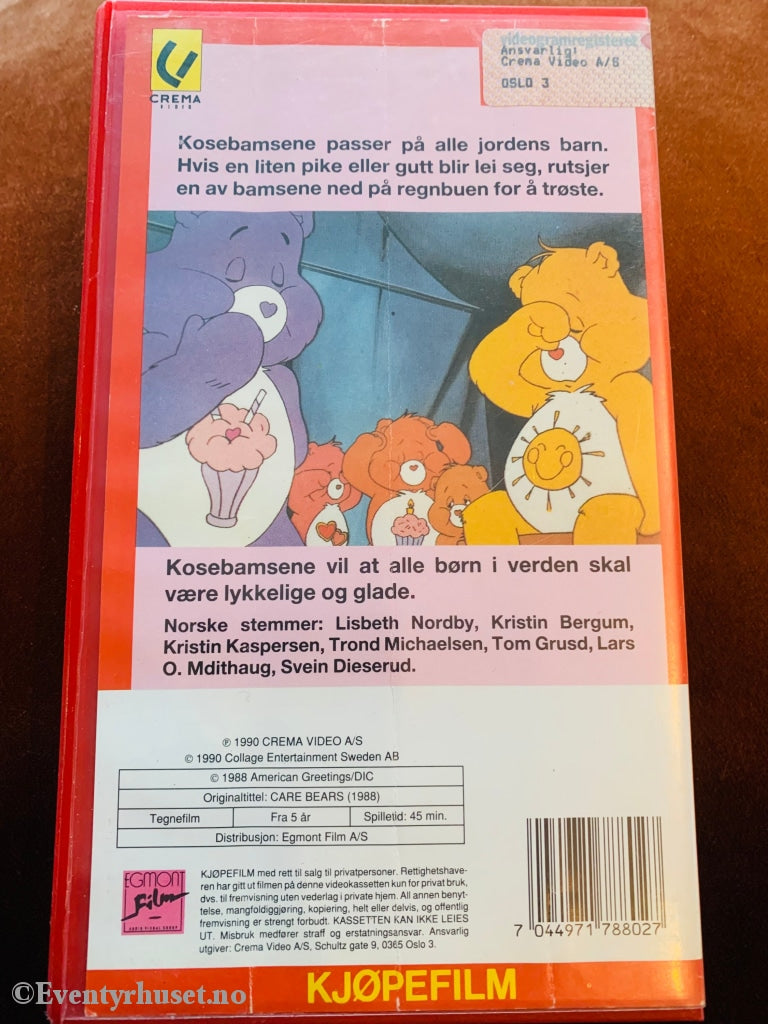 CREMA
VIDEO
videogramregisteret
Ansvarlig:
Crema Video A/S
OSLO 3
Kosebamsene passer på alle jordens barn.
Hvis en liten pike eller gutt blir lei seg, rutsjer
en av bamsene ned på regnbuen for å trøste.
Kosebamsene vil at alle børn i verden skal
være lykkelige og glade.
Norske stemmer: Lisbeth Nordby, Kristin Bergum,
Kristin Kaspersen, Trond Michaelsen, Tom Grusd, Lars
O. Mdithaug, Svein Dieserud.
℗ 1990 CREMA VIDEO A/S
© 1990 Collage Entertainment Sweden AB
© 1988 American Greetings/DIC
Originaltittel: CARE BEARS (1988)
Tegnefilm Fra 5 år Spilletid: 45 min.
Distribusjon: Egmont Film A/S
EGMONT
Film
AUDIO VISUAL GROUP
KJØPEFILM med rett til salg til privatpersoner. Rettighetshave-
ren har gitt ut filmen på denne videokassetten kun for privat bruk,
dvs. til fremvisning uten vederlag i private hjem. All annen benyt-
telse, mangfoldiggjøring, kopiering, helt eller delvis, og offentlig
fremvisning er strengt forbudt. KASSETTEN KAN IKKE LEIES
UT. Misbruk medfører straff og erstatningsansvar. Ansvarlig
utgiver: Crema Video A/S, Schultz gate 9, 0365 Oslo 3.
7 044971 788027
KJØPEFILM
©Eventyrhuset.no